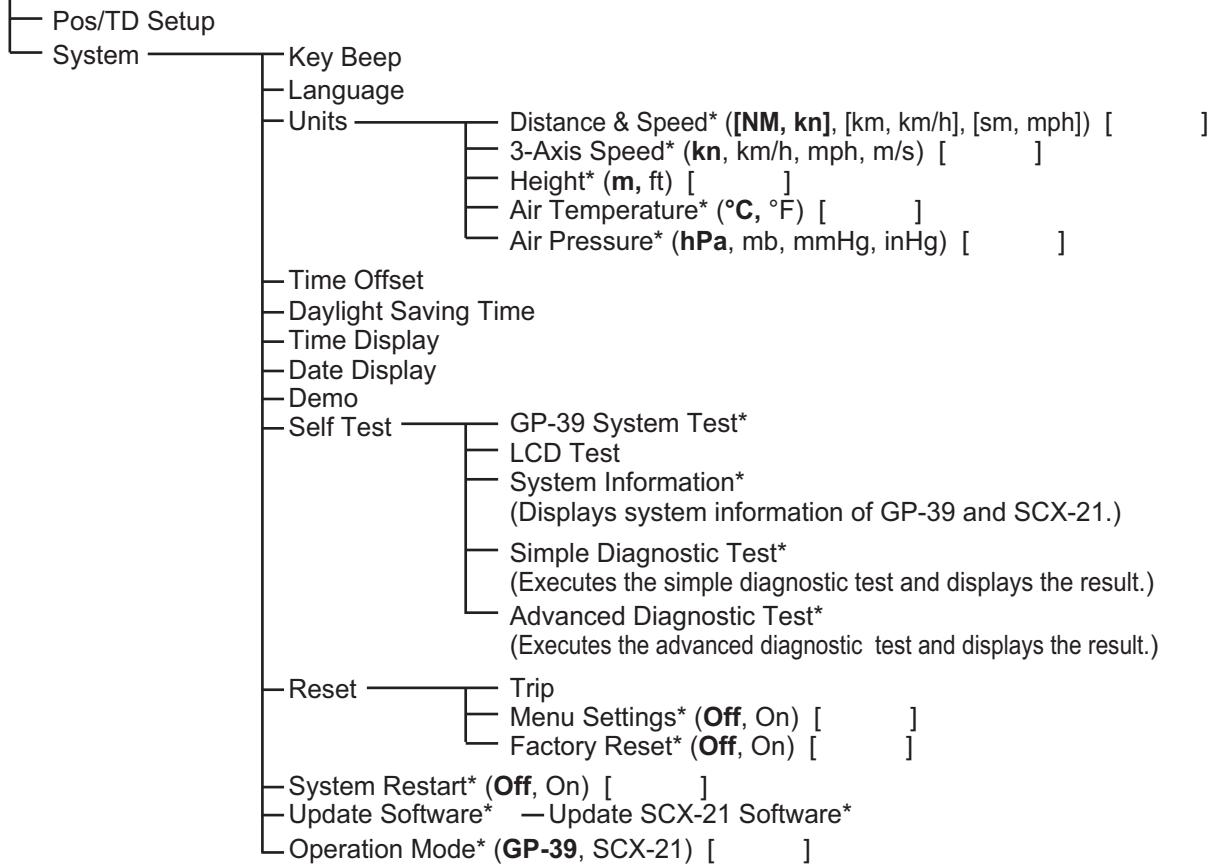 Pos/TD Setup
System
Key Beep
Language
Units
Distance & Speed* ([NM, kn], [km, km/h], [sm, mph]) [ ]
3-Axis Speed* (kn, km/h, mph, m/s) [ ]
Height* (m, ft) [ ]
Air Temperature* (°C, °F) [ ]
Air Pressure* (hPa, mb, mmHg, inHg) [ ]
Time Offset
Daylight Saving Time
Time Display
Date Display
Demo
Self Test
GP-39 System Test*
LCD Test
System Information*
(Displays system information of GP-39 and SCX-21.)
Simple Diagnostic Test*
(Executes the simple diagnostic test and displays the result.)
Advanced Diagnostic Test*
(Executes the advanced diagnostic test and displays the result.)
Reset
Trip
Menu Settings* (Off, On) [ ]
Factory Reset* (Off, On) [ ]
System Restart* (Off, On) [ ]
Update Software* — Update SCX-21 Software*
Operation Mode* (GP-39, SCX-21) [ ]